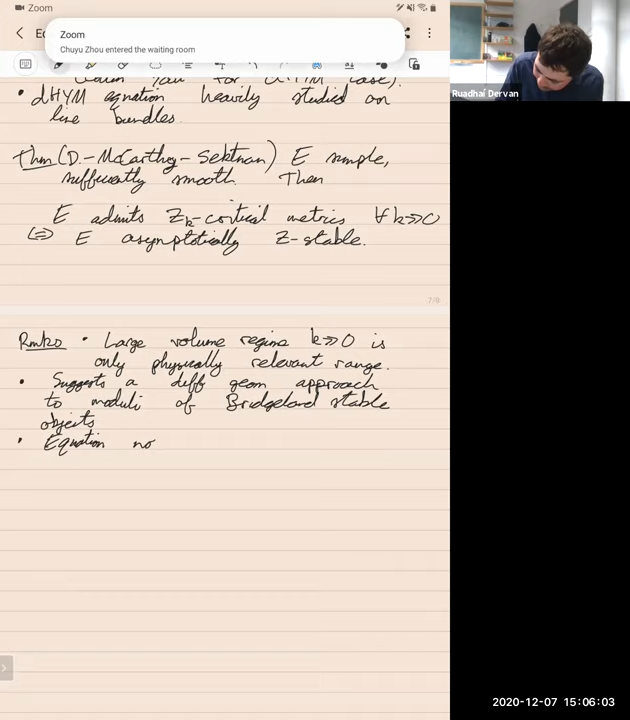 Zoom
Zoom
Chuyu Zhou entered the waiting room
• dHYM equation heavily studied on
line bundles.
Thm (D.-McCarthy-Sektnan) E simple,
sufficiently smooth. Then
E admits Z_k-critical metrics ∀k>>0
⇔ E asymptotically Z-stable.
7/8
Rmks • Large volume regime k>>0 is
only physically relevant range.
• Suggests a diff geom approach
to moduli of Bridgeland stable
objects
• Equation no
Ruadhaí Dervan
2020-12-07 15:06:03